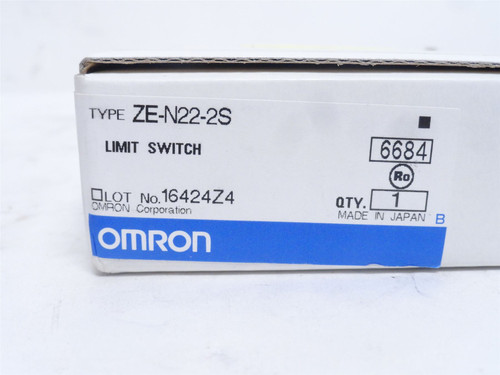 TYPE ZE-N22-2S
LIMIT SWITCH
6684
Ro
LOT No. 16424Z4
QTY. 1
OMRON Corporation
MADE IN JAPAN B
OMRON